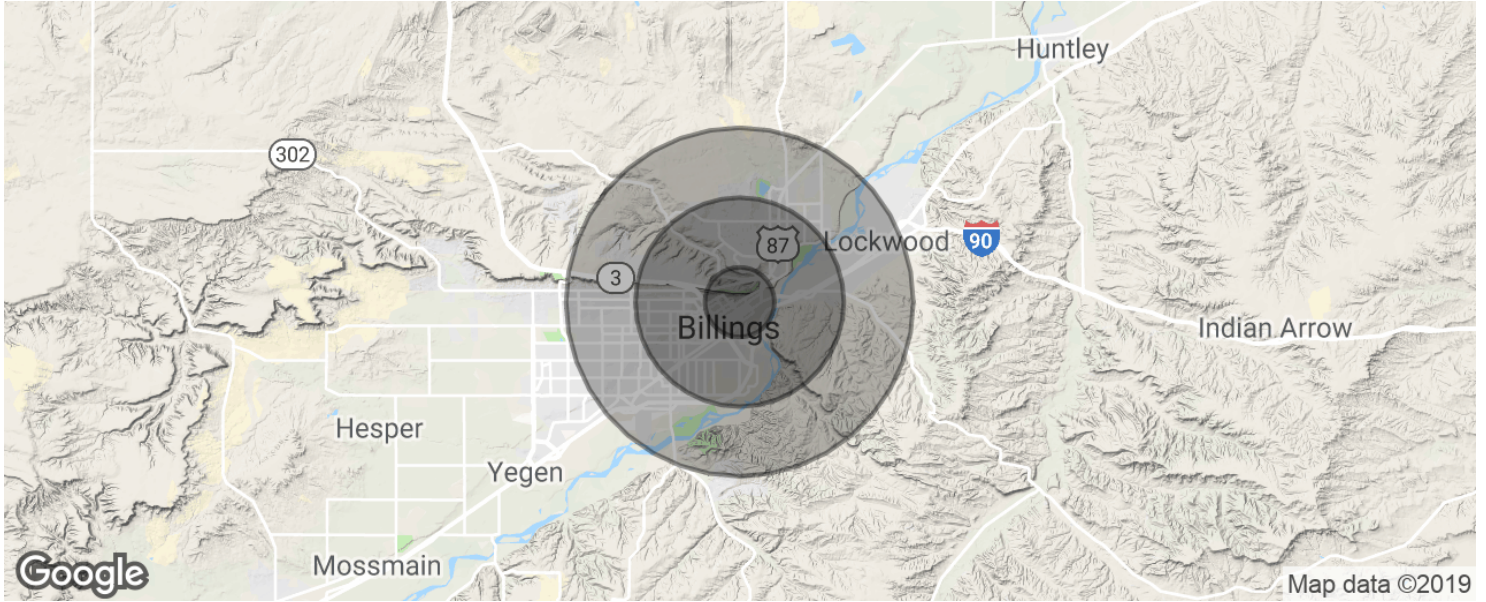 Huntley
302
87
Lockwood
90
3
Billings
Indian Arrow
Hesper
Yegen
Mossmain
Google
Map data ©2019